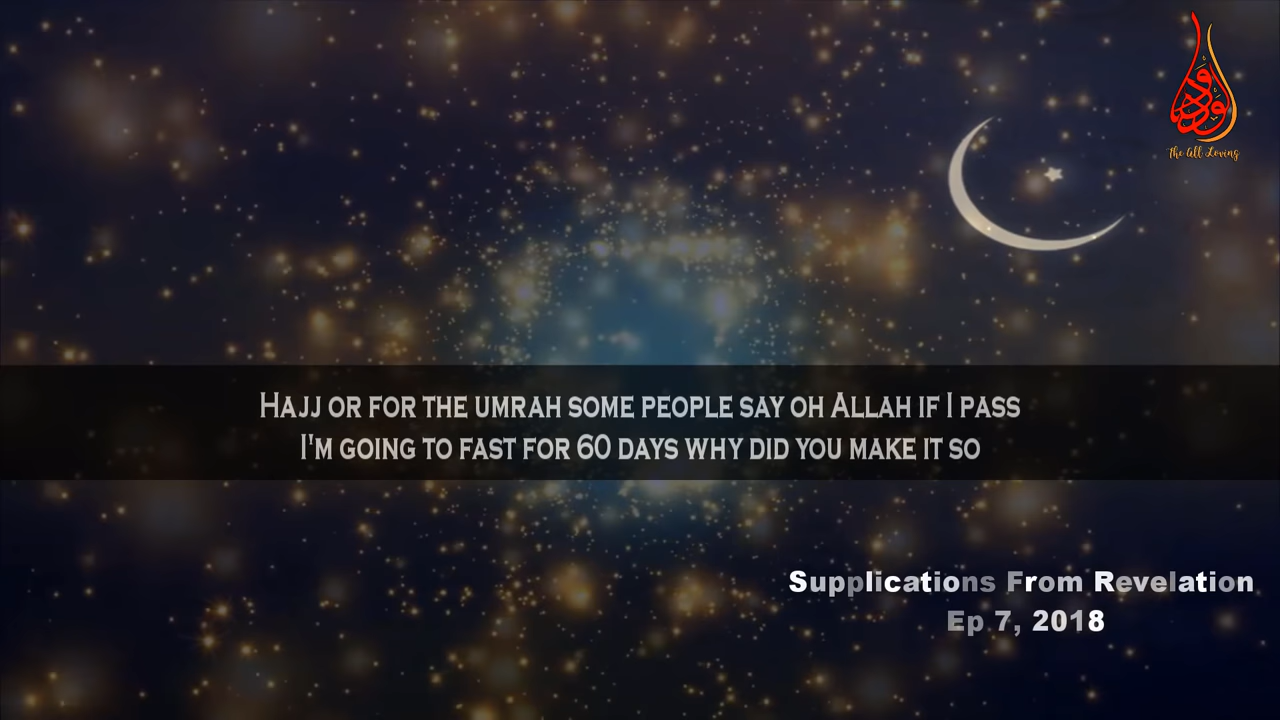 الودود
The All Loving
Hajj or for the umrah some people say oh Allah if I pass
I'm going to fast for 60 days why did you make it so
Supplications From Revelation
Ep 7, 2018